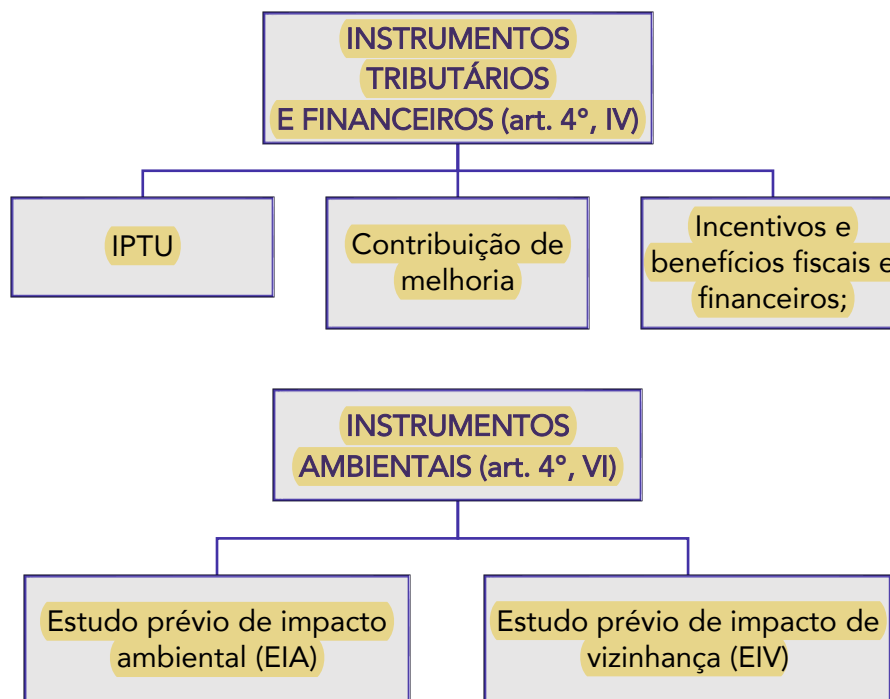 INSTRUMENTOS
TRIBUTÁRIOS
E FINANCEIROS (art. 4°, IV)
IPTU
Contribuição de
melhoria
Incentivos e
benefícios fiscais e
financeiros;
INSTRUMENTOS
AMBIENTAIS (art. 4°, VI)
Estudo prévio de impacto
ambiental (EIA)
Estudo prévio de impacto de
vizinhança (EIV)